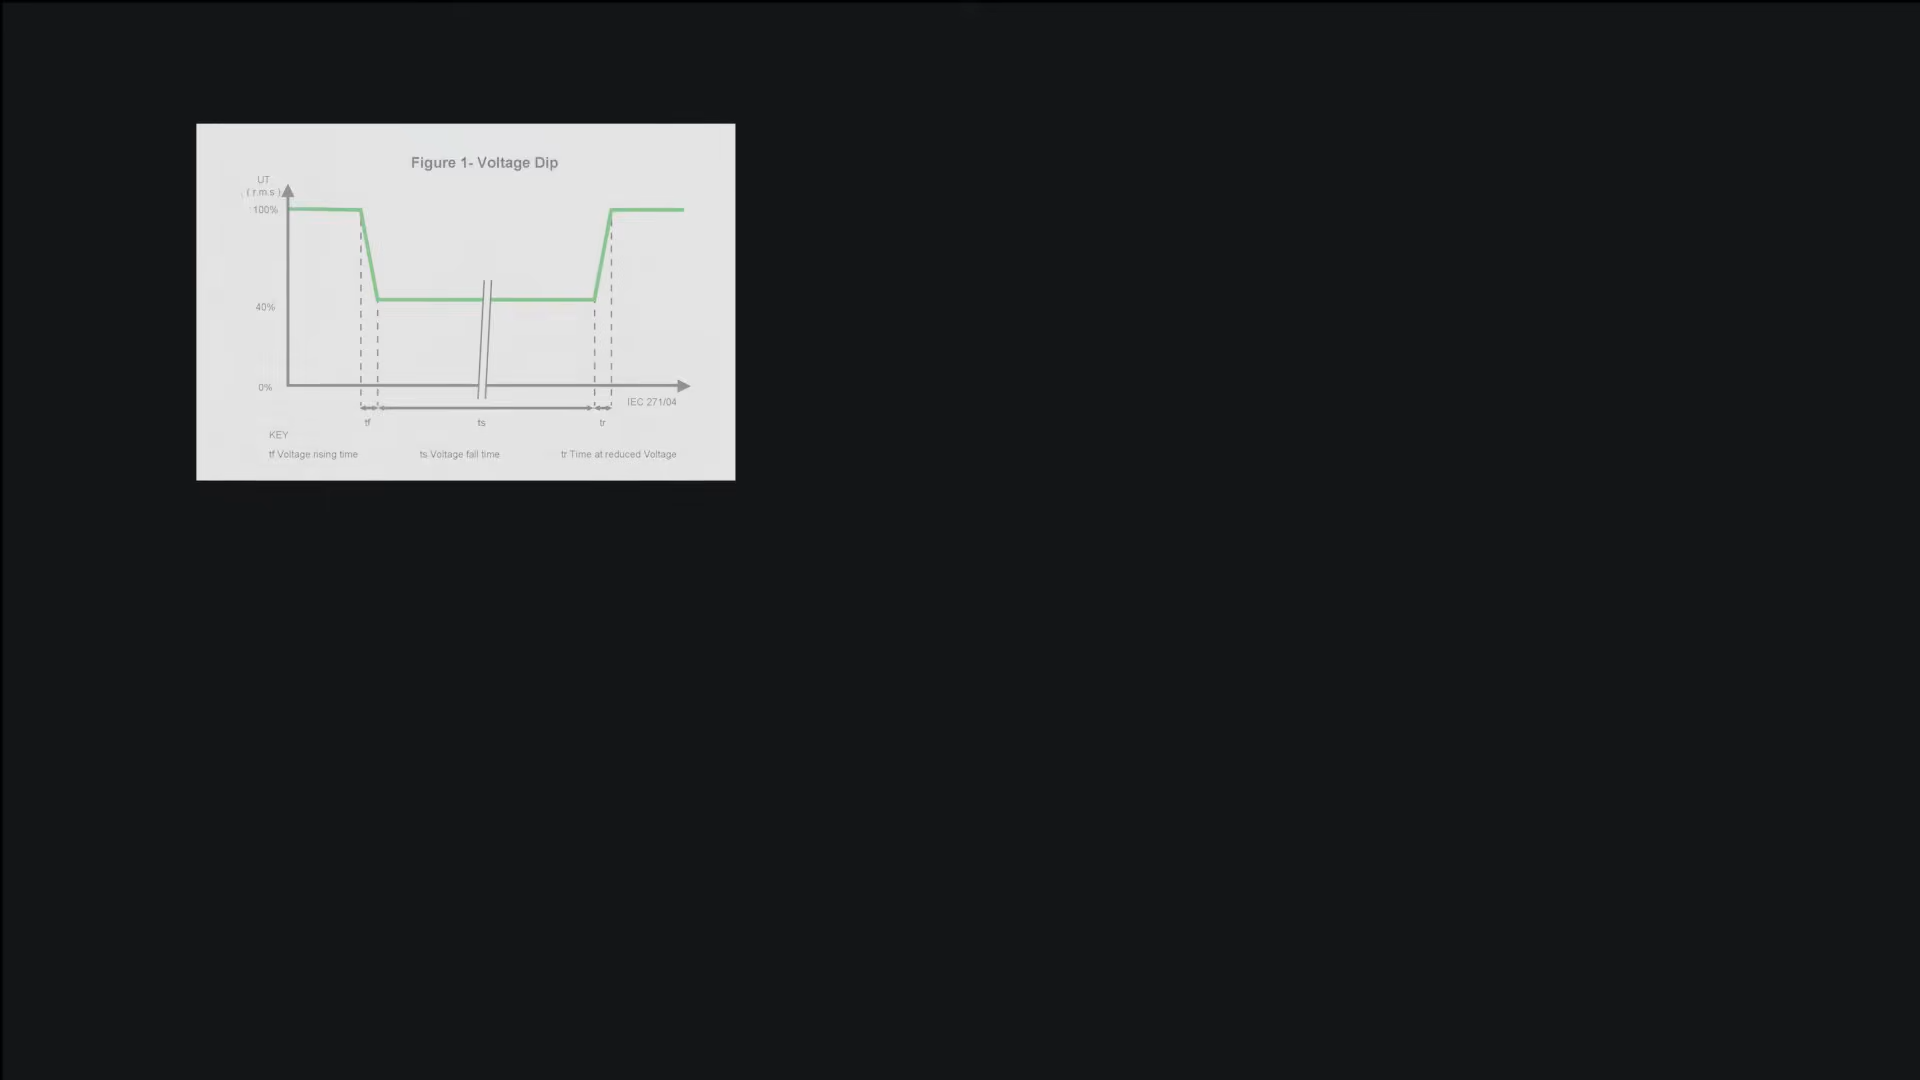 Figure 1- Voltage Dip
UT
( r.m.s )
100%
40%
0%
IEC 271/04
tf ts tr
KEY
tf Voltage rising time ts Voltage fall time tr Time at reduced Voltage